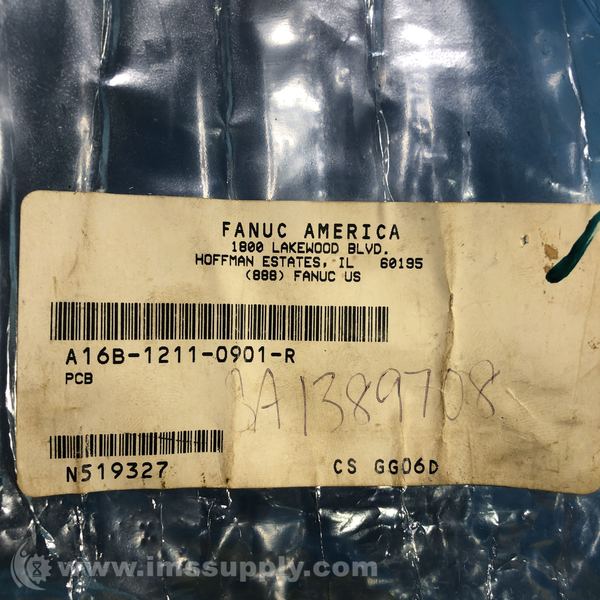 FANUC AMERICA
1800 LAKEWOOD BLVD.
HOFFMAN ESTATES, IL 60195
(888) FANUC US
A16B-1211-0901-R
PCB
BA1389708
N519327
CS GG06D
www.imssupply.com